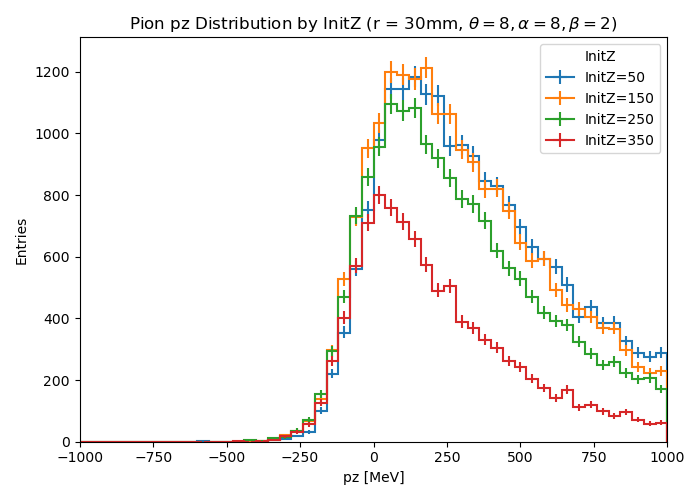 Pion pz Distribution by InitZ (r = 30mm, θ = 8, α = 8, β = 2)
InitZ
InitZ=50
InitZ=150
InitZ=250
InitZ=350
Entries
1200
1000
800
600
400
200
0
−1000 −750 −500 −250 0 250 500 750 1000
pz [MeV]